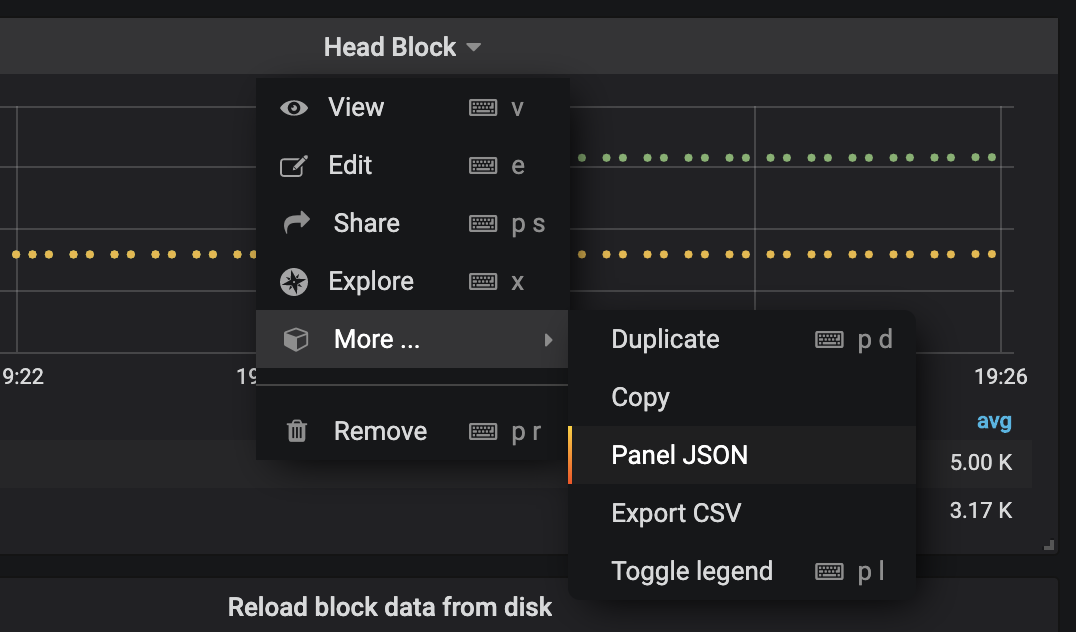 Head Block
View v
Edit e
Share p s
Explore x
More ...
Duplicate p d
9:22
19
19:26
Copy
avg
Remove p r
Panel JSON
5.00 K
Export CSV
3.17 K
Toggle legend p l
Reload block data from disk